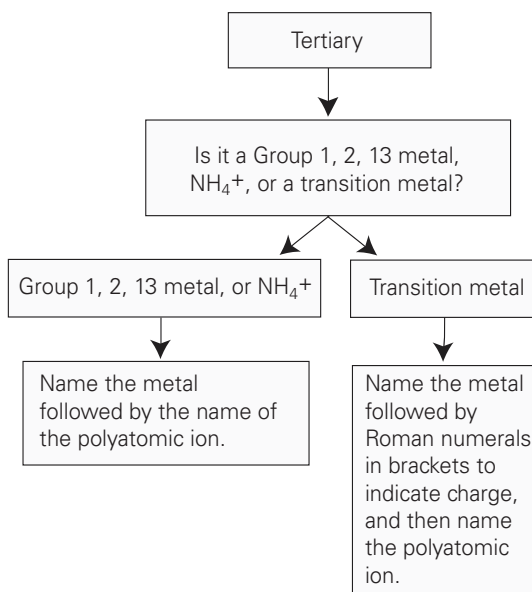 Tertiary
Is it a Group 1, 2, 13 metal,
NH₄+, or a transition metal?
Group 1, 2, 13 metal, or NH₄+
Transition metal
Name the metal
followed by the name of
the polyatomic ion.
Name the metal
followed by
Roman numerals
in brackets to
indicate charge,
and then name
the polyatomic
ion.